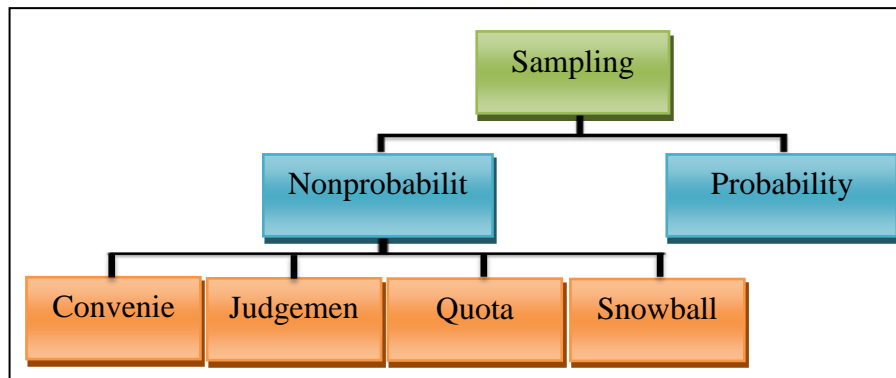 Sampling
Nonprobabilit
Probability
Convenie
Judgemen
Quota
Snowball